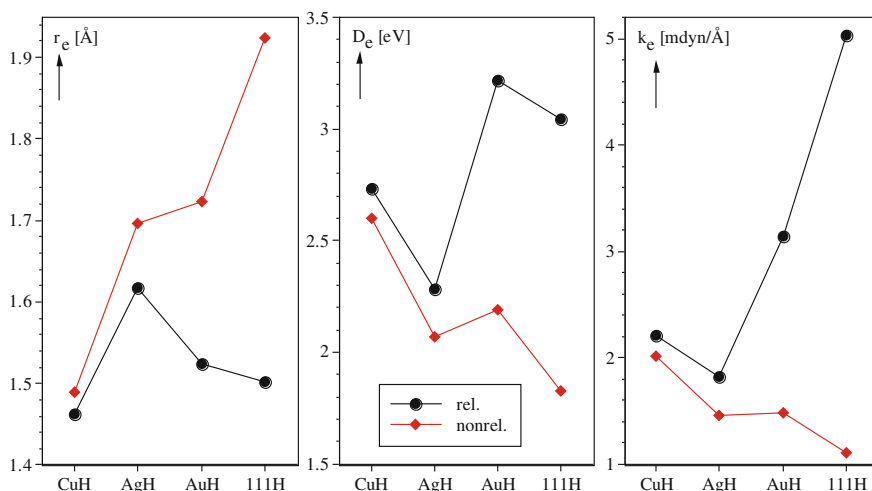 r_e [Å]
1.9
1.8
1.7
1.6
1.5
1.4
CuH AgH AuH 111H
D_e [eV]
3.5
3
2.5
2
1.5
rel.
nonrel.
CuH AgH AuH 111H
k_e [mdyn/Å]
5
4
3
2
1
CuH AgH AuH 111H